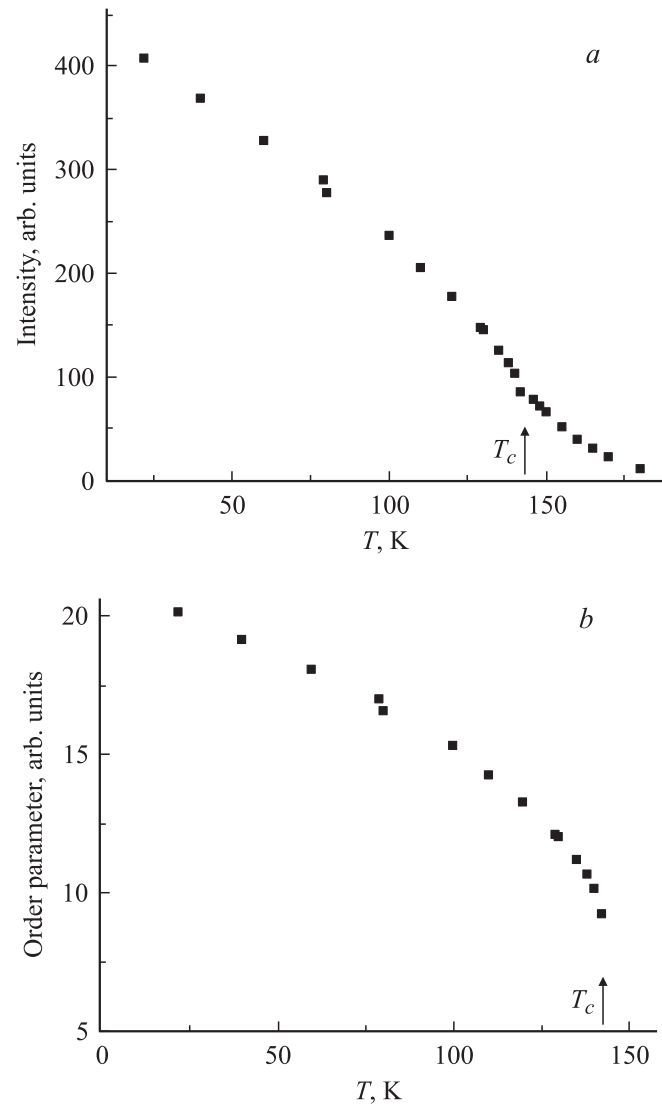 a
400
300
200
100
0
Intensity, arb. units
T_c
50 100 150
T, K
b
20
15
10
5
Order parameter, arb. units
T_c
0 50 100 150
T, K